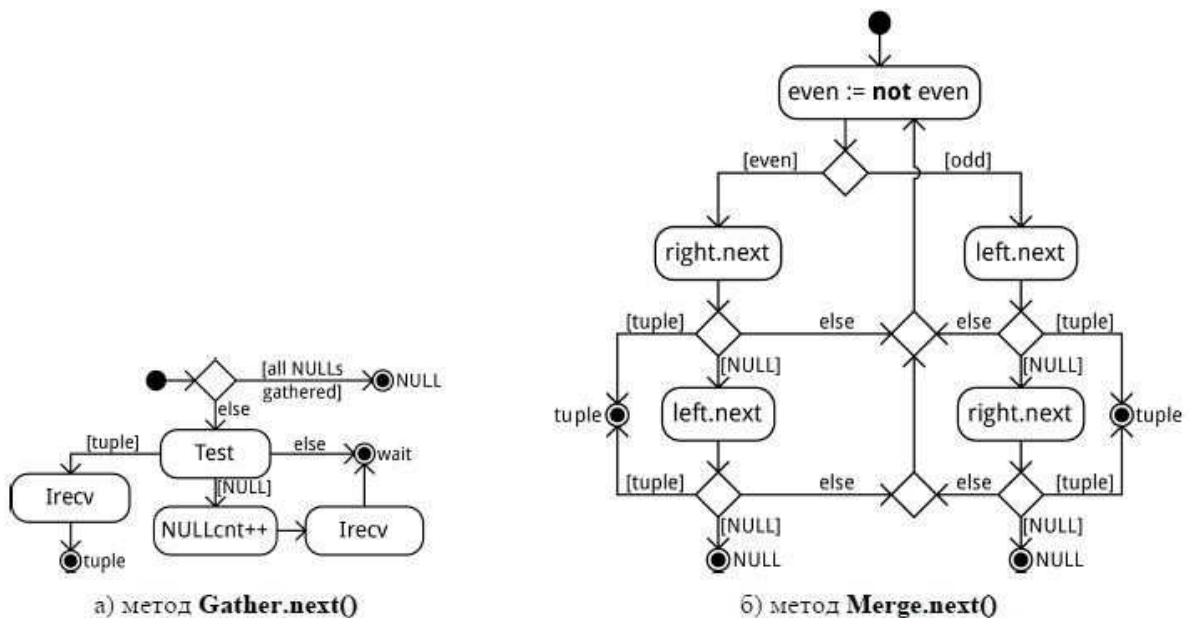 even := not even
[even]
[odd]
right.next
left.next
[tuple]
else
else
[tuple]
[NULL]
[NULL]
tuple
left.next
right.next
tuple
[tuple]
else
else
[tuple]
[NULL]
[NULL]
NULL
NULL
[all NULLs
gathered]
NULL
else
[tuple]
Test
else
wait
[NULL]
Irecv
NULLcnt++
Irecv
tuple
а) метод Gather.next()
б) метод Merge.next()